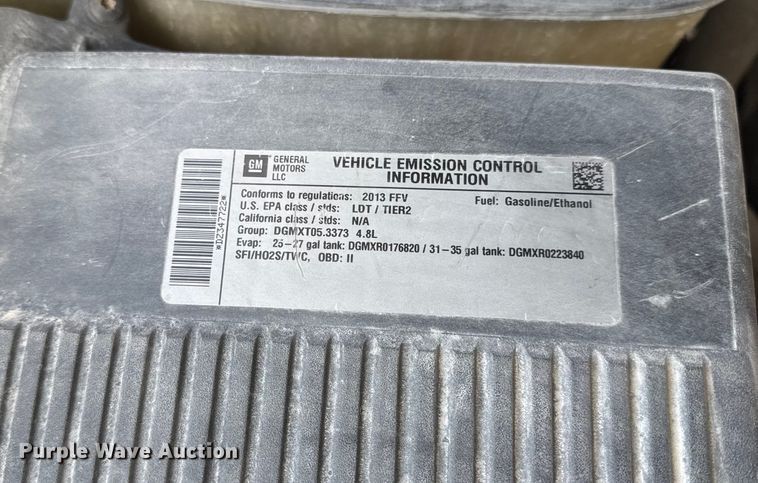 GM GENERAL MOTORS LLC
VEHICLE EMISSION CONTROL
INFORMATION
Conforms to regulations: 2013 FFV Fuel: Gasoline/Ethanol
U.S. EPA class / stds: LDT / TIER2
California class / stds: N/A
Group: DGMXT05.3373 4.8L
Evap: 25-27 gal tank: DGMXR0176820 / 31-35 gal tank: DGMXR0223840
SFI/HO2S/TWC, OBD: II
*DZ347722*
Purple Wave Auction